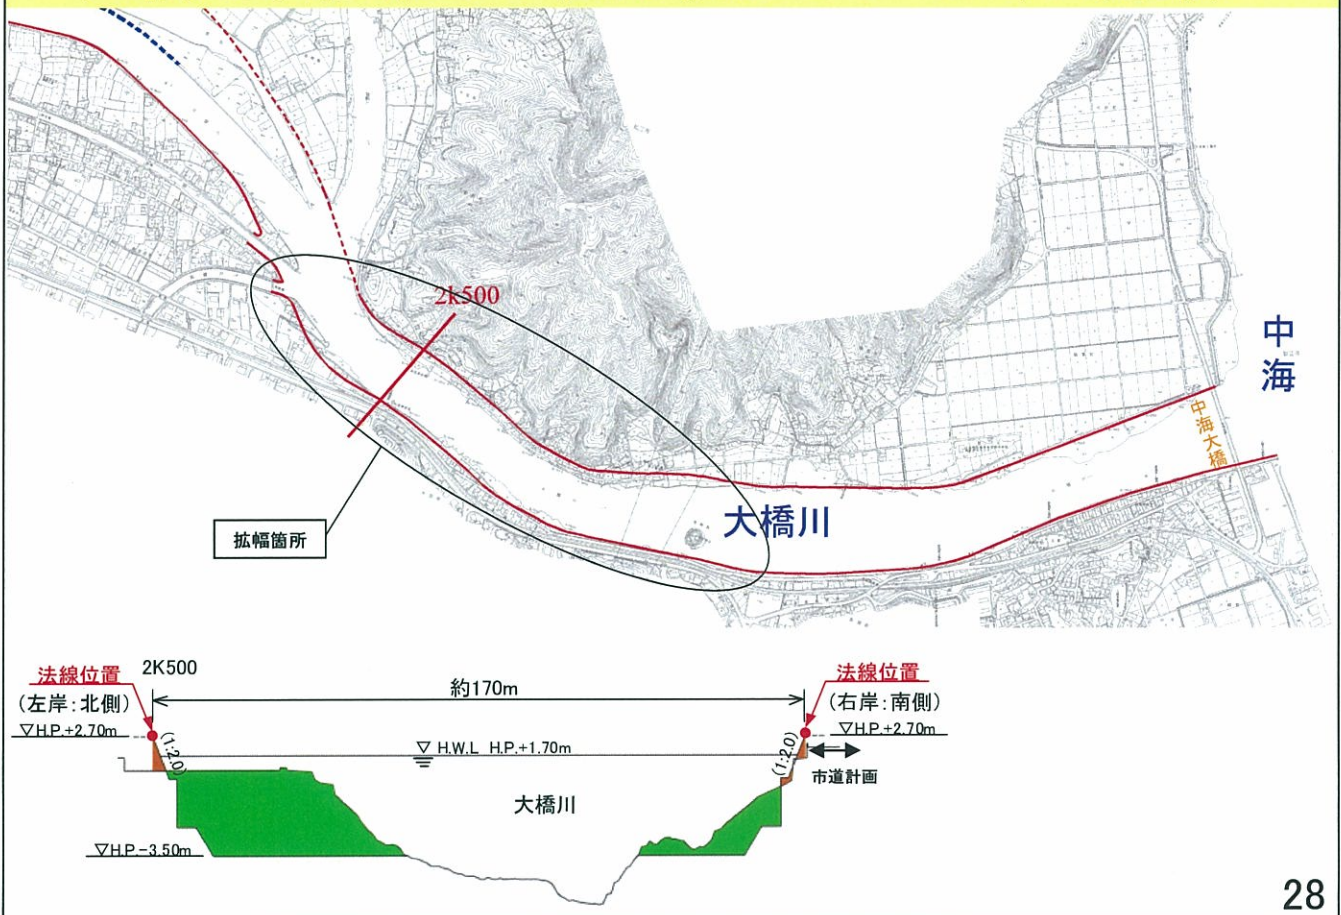 2k500
中海
中海大橋
大橋川
拡幅箇所
法線位置
2K500
(左岸:北側)
▽H.P.+2.70m
(1:2.0)
約170m
▽ H.W.L H.P.+1.70m
大橋川
▽H.P.-3.50m
法線位置
(右岸:南側)
▽H.P.+2.70m
(1:2.0)
市道計画
28